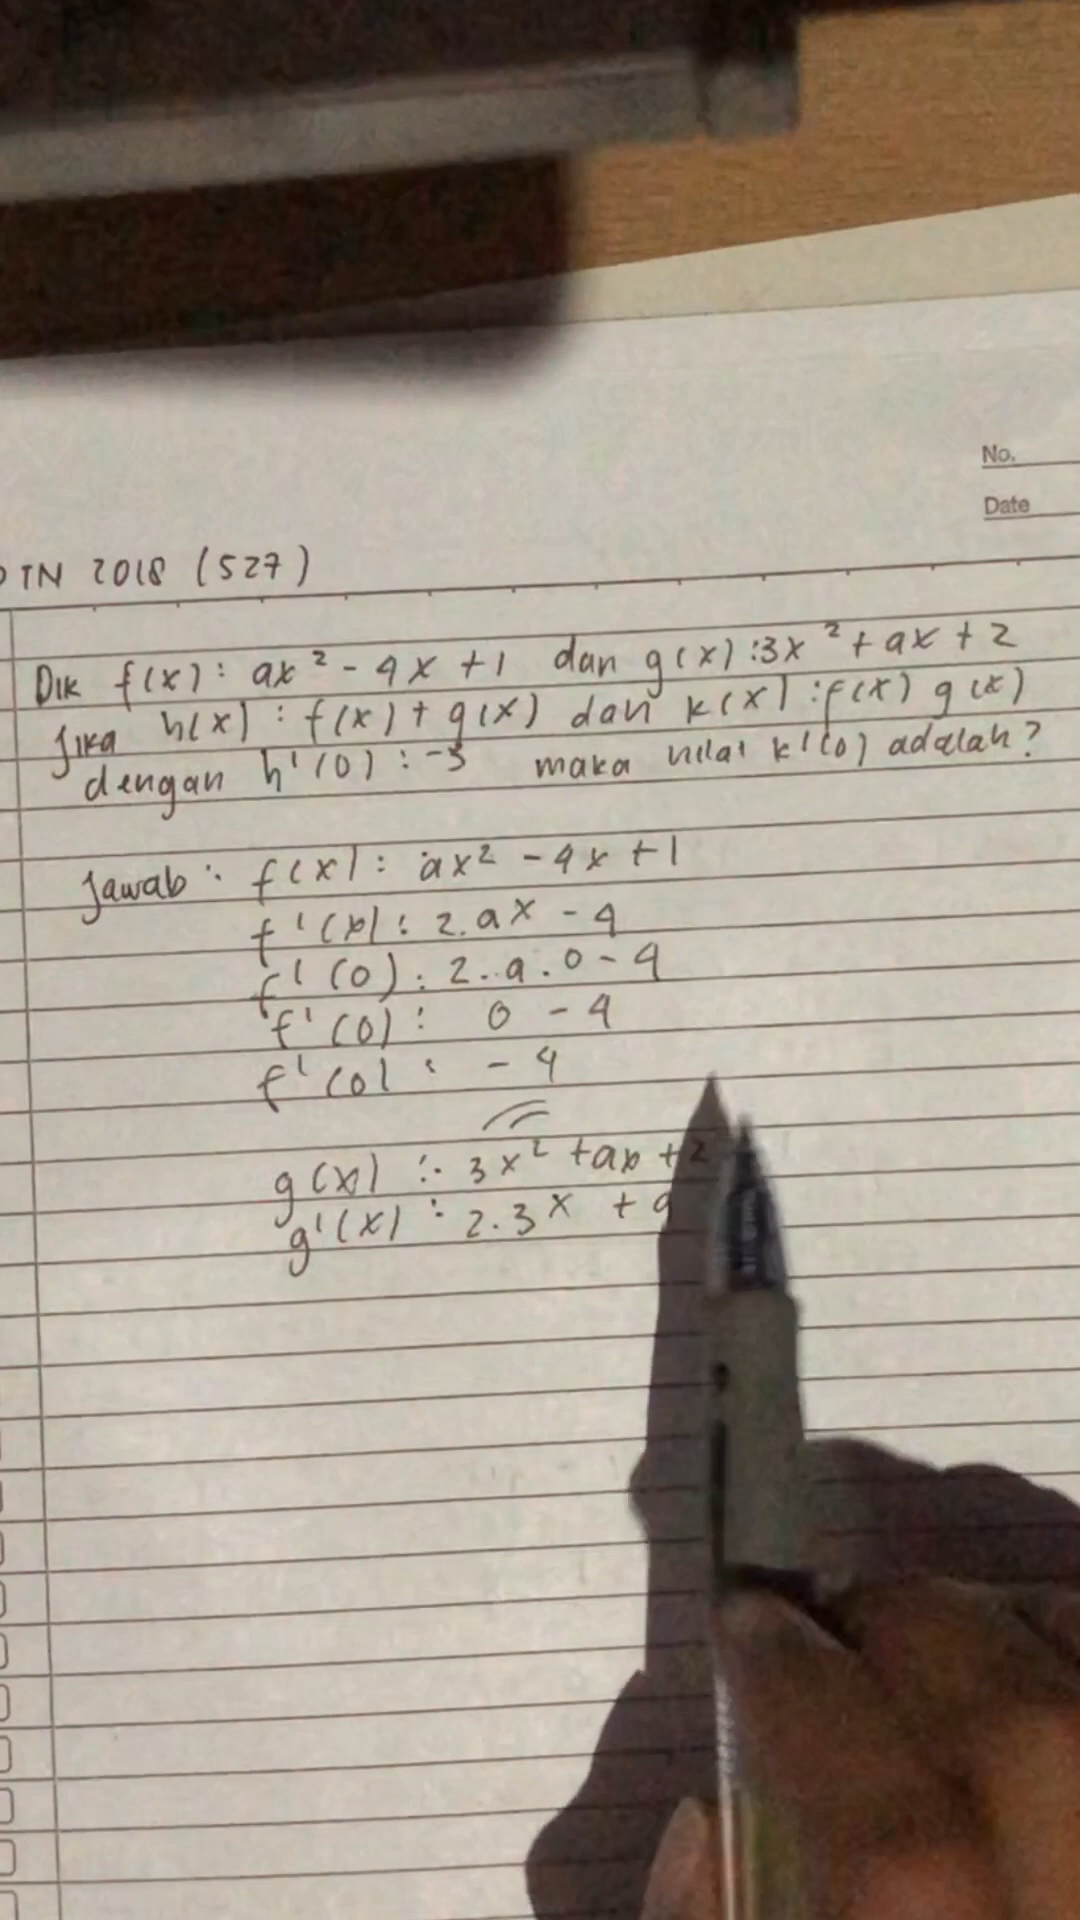 No.
Date
TN 2018 (527)
Dik f(x) : ax² - 4x + 1 dan g(x) : 3x² + ax + 2
Jika h(x) : f(x) + g(x) dan k(x) : f(x) g(x)
dengan h'(0) : -3 maka nilai k'(0) adalah?
Jawab : f(x) : ax² - 4x + 1
f'(x) : 2.ax - 4
f'(0) : 2.a.0 - 4
f'(0) : 0 - 4
f'(0) : - 4
g(x) : 3x² + ax + 2
g'(x) : 2.3x + a